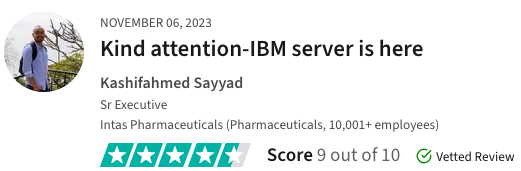 NOVEMBER 06, 2023
Kind attention-IBM server is here
Kashifahmed Sayyad
Sr Executive
Intas Pharmaceuticals (Pharmaceuticals, 10,001+ employees)
Score 9 out of 10 Vetted Review